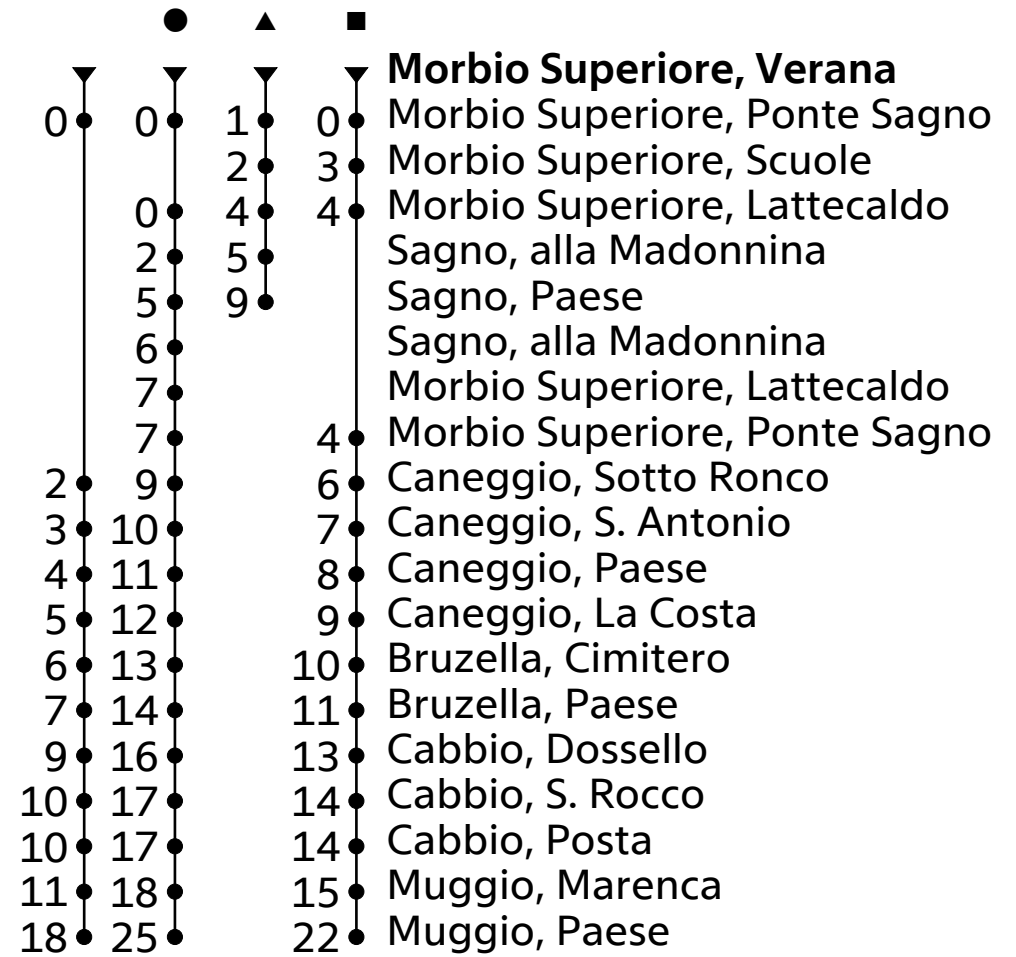 ● ▲ ■
Morbio Superiore, Verana
0 0 1 0 Morbio Superiore, Ponte Sagno
2 3 Morbio Superiore, Scuole
0 4 4 Morbio Superiore, Lattecaldo
2 5 Sagno, alla Madonnina
5 9 Sagno, Paese
6 Sagno, alla Madonnina
7 Morbio Superiore, Lattecaldo
7 4 Morbio Superiore, Ponte Sagno
2 9 6 Caneggio, Sotto Ronco
3 10 7 Caneggio, S. Antonio
4 11 8 Caneggio, Paese
5 12 9 Caneggio, La Costa
6 13 10 Bruzella, Cimitero
7 14 11 Bruzella, Paese
9 16 13 Cabbio, Dossello
10 17 14 Cabbio, S. Rocco
10 17 14 Cabbio, Posta
11 18 15 Muggio, Marenca
18 25 22 Muggio, Paese